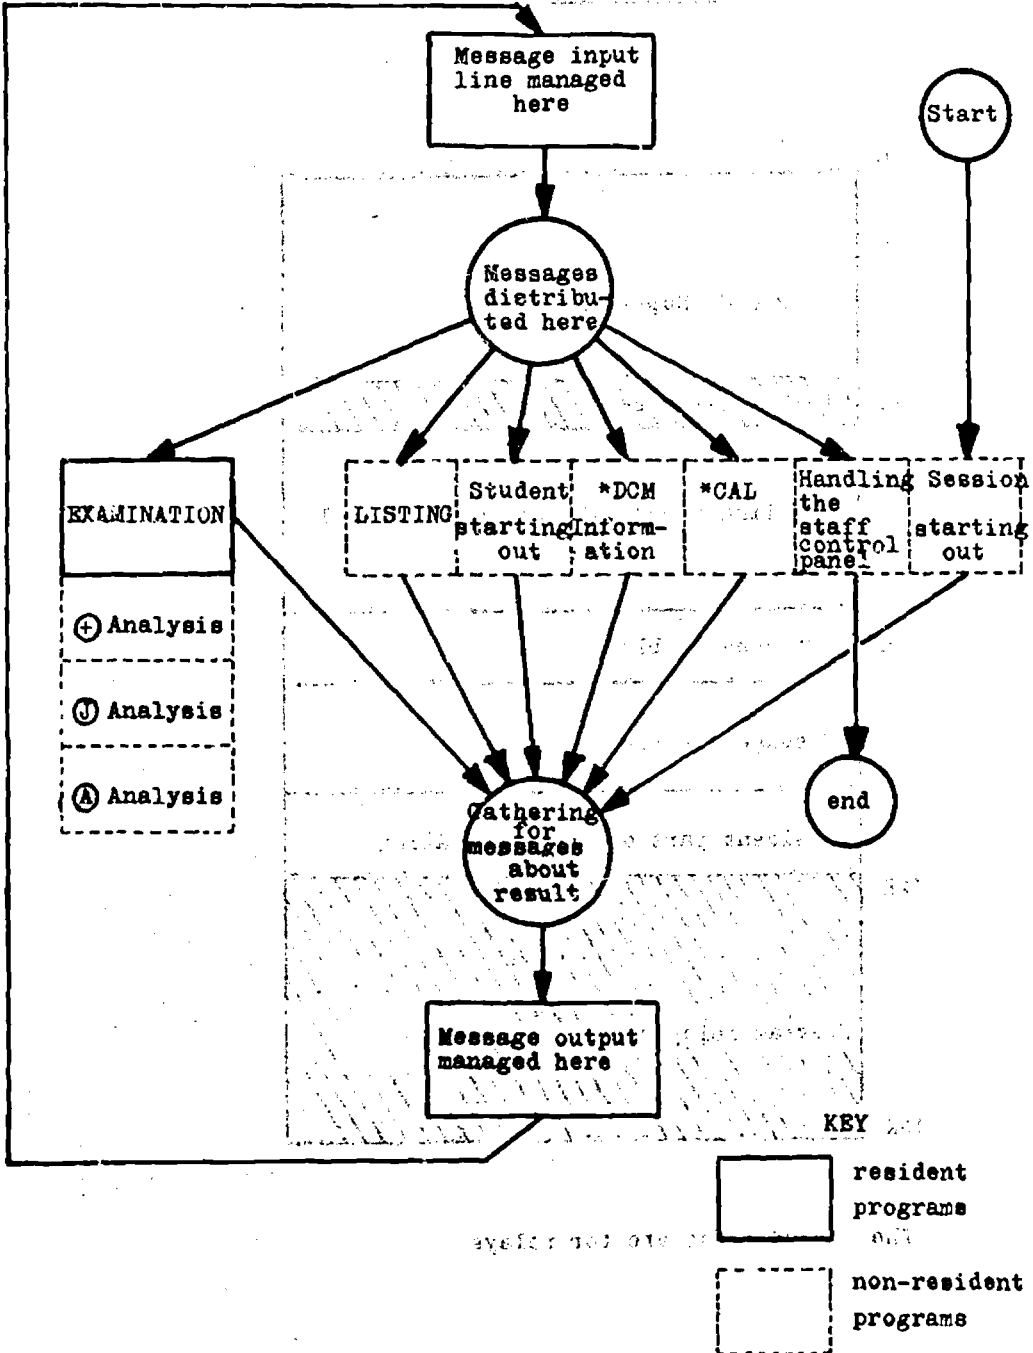 Message input
line managed
here
Start
Messages
distribu-
ted here
EXAMINATION
LISTING
Student
starting
out
*DCM
Inform-
ation
*CAL
Handling
the
staff
control
panel
Session
starting
out
+ Analysis
J Analysis
A Analysis
Gathering
for
messages
about
result
end
Message output
managed here
KEY
resident
programs
non-resident
programs